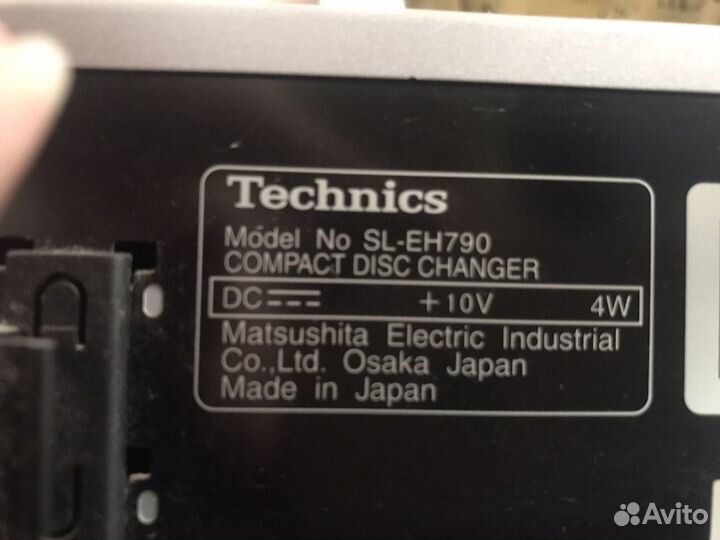 Technics
Model No SL-EH790
COMPACT DISC CHANGER
DC +10V 4W
Matsushita Electric Industrial
Co.,Ltd. Osaka Japan
Made in Japan
Avito